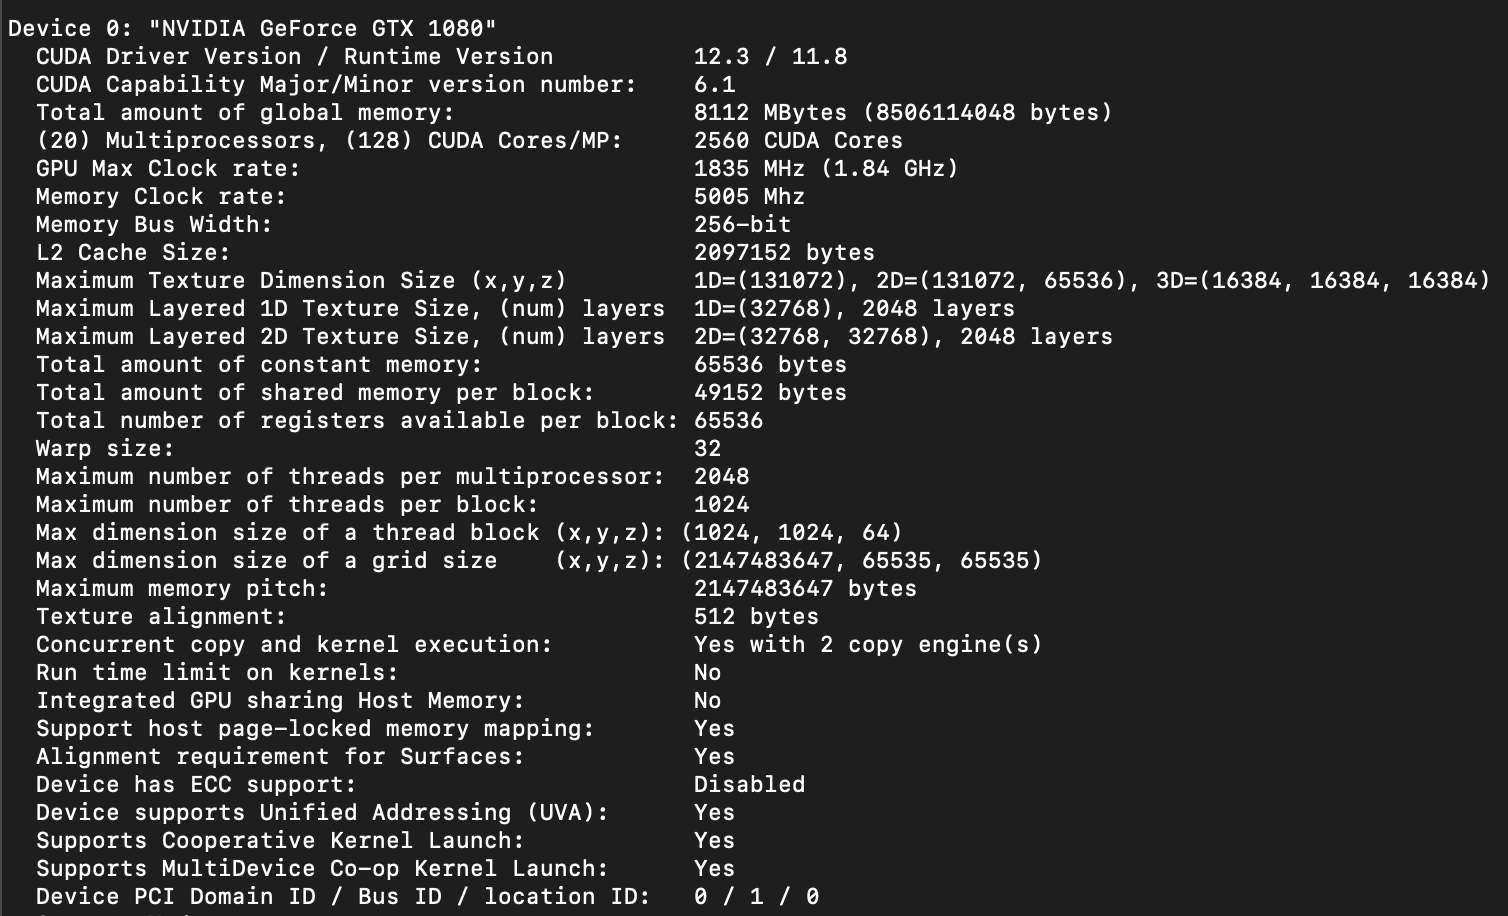 Device 0: "NVIDIA GeForce GTX 1080"
  CUDA Driver Version / Runtime Version          12.3 / 11.8
  CUDA Capability Major/Minor version number:    6.1
  Total amount of global memory:                 8112 MBytes (8506114048 bytes)
  (20) Multiprocessors, (128) CUDA Cores/MP:     2560 CUDA Cores
  GPU Max Clock rate:                            1835 MHz (1.84 GHz)
  Memory Clock rate:                             5005 Mhz
  Memory Bus Width:                              256-bit
  L2 Cache Size:                                 2097152 bytes
  Maximum Texture Dimension Size (x,y,z)         1D=(131072), 2D=(131072, 65536), 3D=(16384, 16384, 16384)
  Maximum Layered 1D Texture Size, (num) layers  1D=(32768), 2048 layers
  Maximum Layered 2D Texture Size, (num) layers  2D=(32768, 32768), 2048 layers
  Total amount of constant memory:               65536 bytes
  Total amount of shared memory per block:       49152 bytes
  Total number of registers available per block: 65536
  Warp size:                                     32
  Maximum number of threads per multiprocessor:  2048
  Maximum number of threads per block:           1024
  Max dimension size of a thread block (x,y,z): (1024, 1024, 64)
  Max dimension size of a grid size    (x,y,z): (2147483647, 65535, 65535)
  Maximum memory pitch:                          2147483647 bytes
  Texture alignment:                             512 bytes
  Concurrent copy and kernel execution:          Yes with 2 copy engine(s)
  Run time limit on kernels:                     No
  Integrated GPU sharing Host Memory:            No
  Support host page-locked memory mapping:       Yes
  Alignment requirement for Surfaces:            Yes
  Device has ECC support:                        Disabled
  Device supports Unified Addressing (UVA):      Yes
  Supports Cooperative Kernel Launch:            Yes
  Supports MultiDevice Co-op Kernel Launch:      Yes
  Device PCI Domain ID / Bus ID / location ID:   0 / 1 / 0